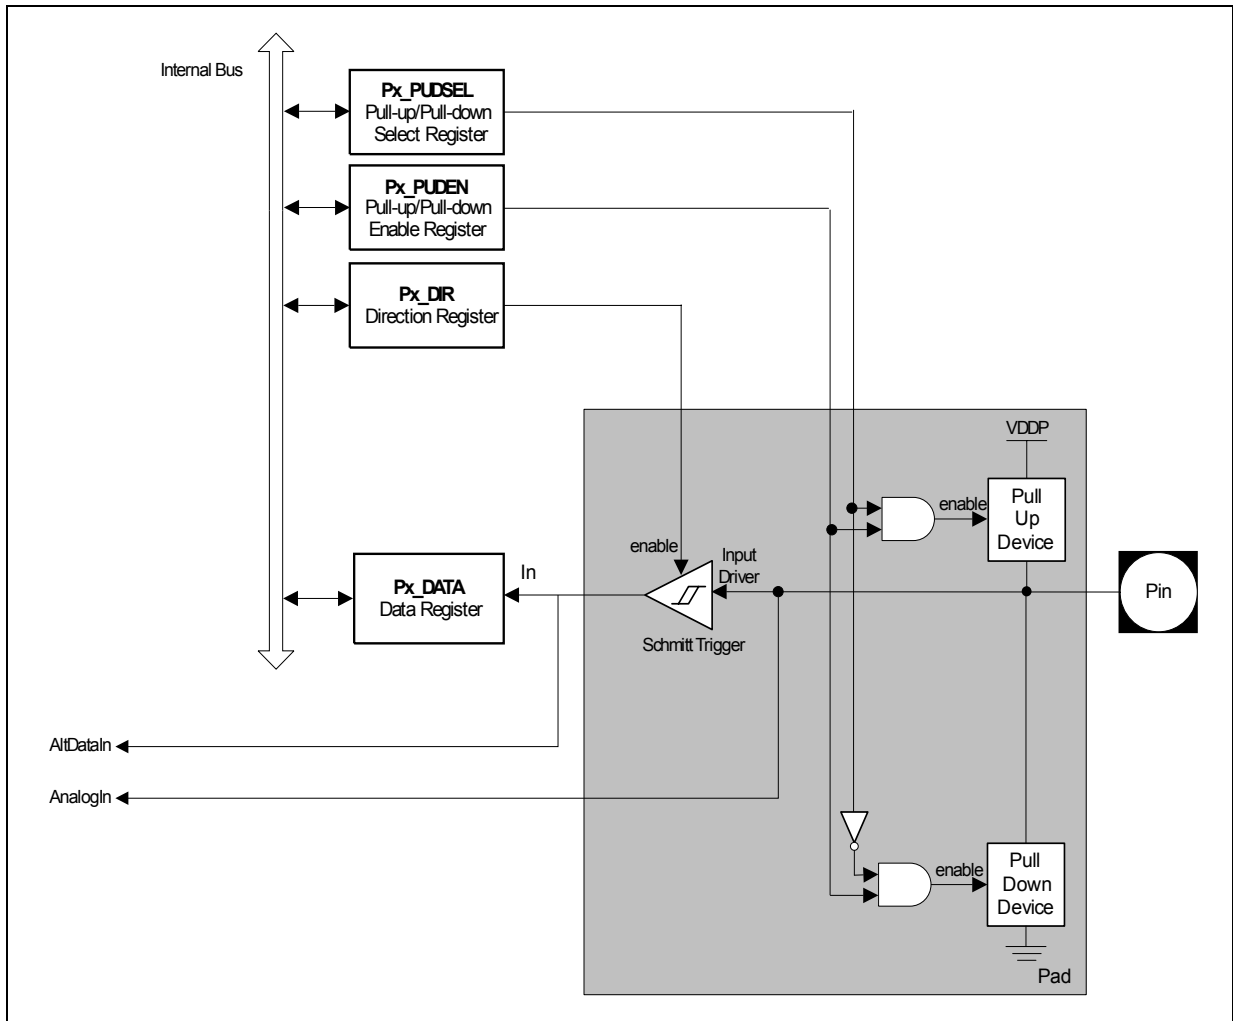 Internal Bus
Px_PUDSEL
Pull-up/Pull-down
Select Register
Px_PUDEN
Pull-up/Pull-down
Enable Register
Px_DIR
Direction Register
VDDP
Pull
Up
Device
enable
enable
Input
Driver
In
Px_DATA
Data Register
Schmitt Trigger
Pin
AltDataIn
AnalogIn
enable
Pull
Down
Device
Pad